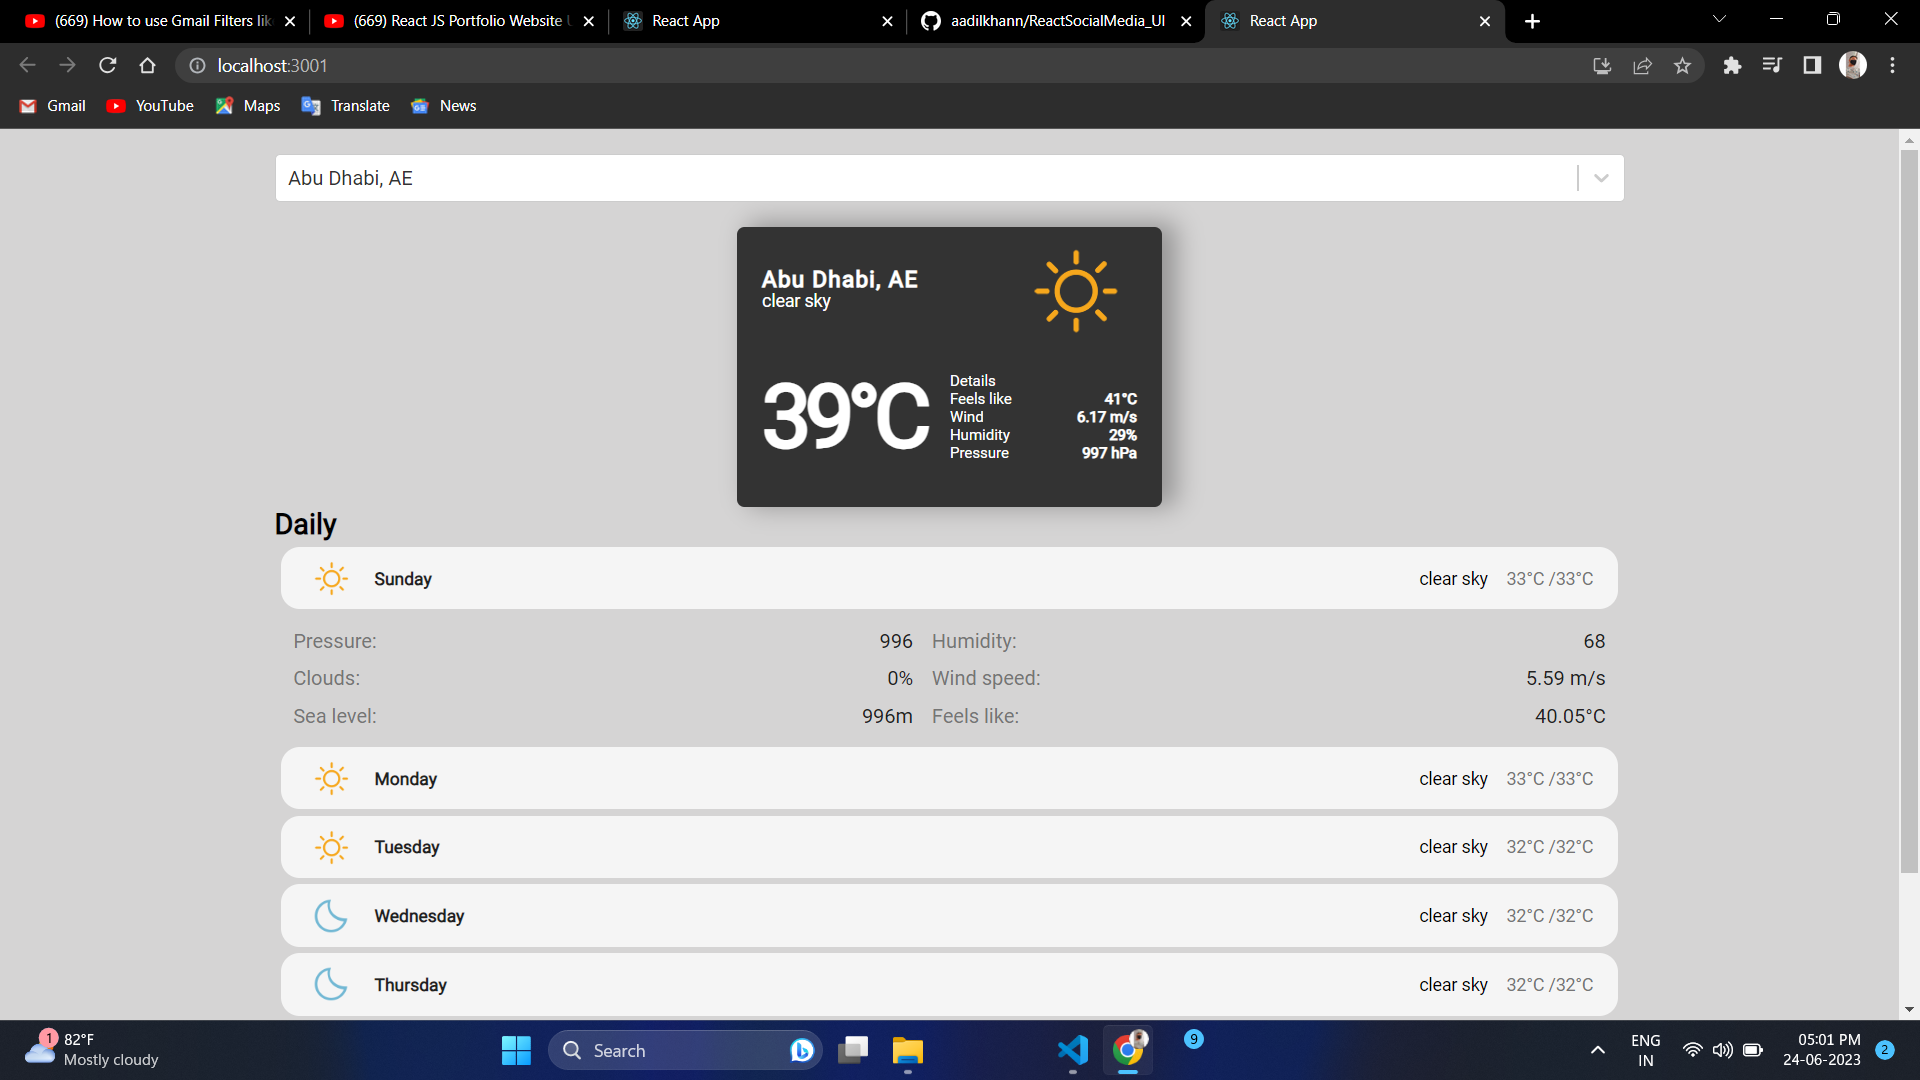 (669) How to use Gmail Filters lik
(669) React JS Portfolio Website U
React App
aadilkhann/ReactSocialMedia_UI
React App
localhost:3001
Gmail
YouTube
Maps
Translate
News
Abu Dhabi, AE
Abu Dhabi, AE
clear sky
39°C
Details
Feels like 41°C
Wind 6.17 m/s
Humidity 29%
Pressure 997 hPa
Daily
Sunday clear sky 33°C /33°C
Pressure: 996 Humidity: 68
Clouds: 0% Wind speed: 5.59 m/s
Sea level: 996m Feels like: 40.05°C
Monday clear sky 33°C /33°C
Tuesday clear sky 32°C /32°C
Wednesday clear sky 32°C /32°C
Thursday clear sky 32°C /32°C
1
82°F
Mostly cloudy
Search
9
ENG
IN
05:01 PM
24-06-2023
2